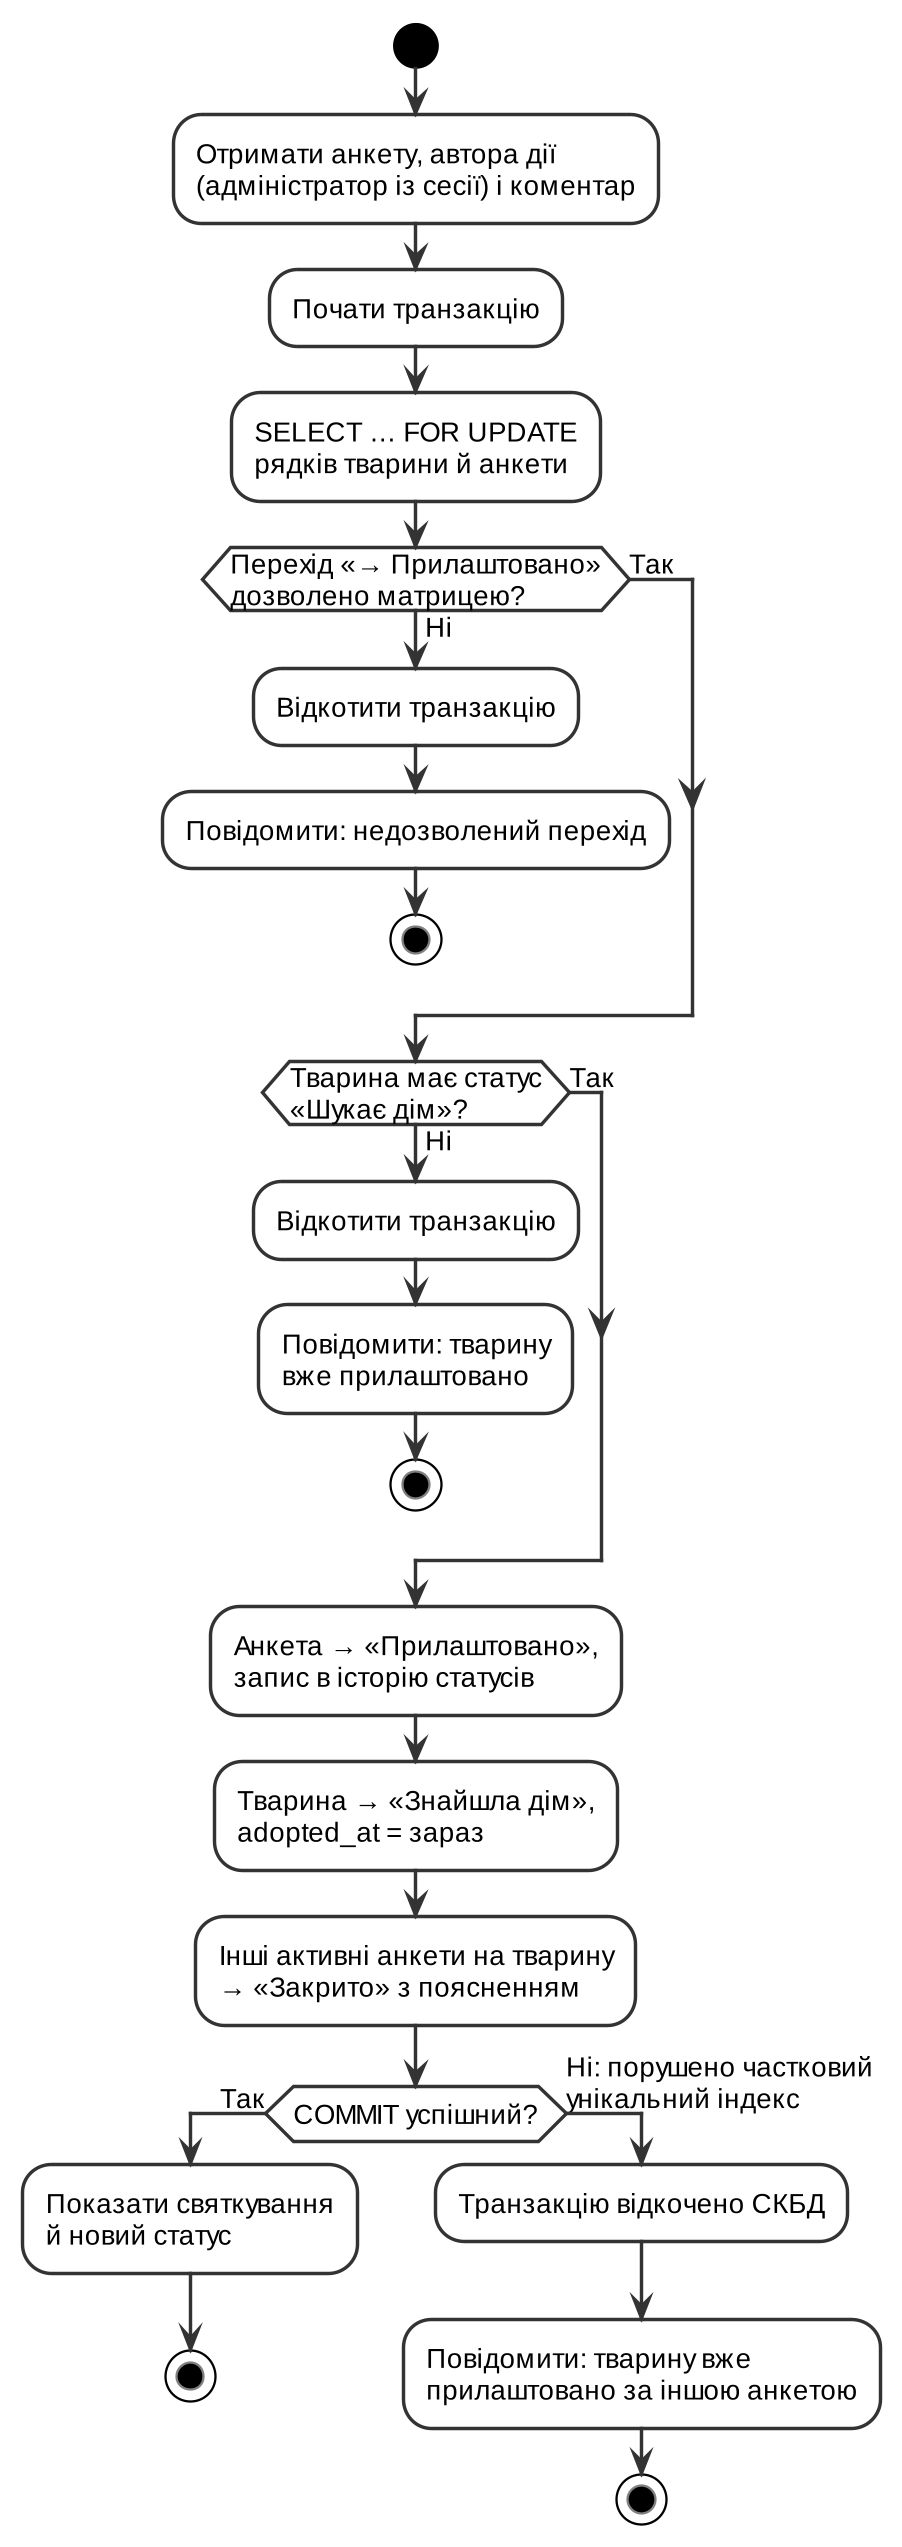 Отримати анкету, автора дії
(адміністратор із сесії) і коментар
Почати транзакцію
SELECT … FOR UPDATE
рядків тварини й анкети
Перехід «→ Прилаштовано»
дозволено матрицею?
Так
Ні
Відкотити транзакцію
Повідомити: недозволений перехід
Тварина має статус
«Шукає дім»?
Так
Ні
Відкотити транзакцію
Повідомити: тварину
вже прилаштовано
Анкета → «Прилаштовано»,
запис в історію статусів
Тварина → «Знайшла дім»,
adopted_at = зараз
Інші активні анкети на тварину
→ «Закрито» з поясненням
Так
COMMIT успішний?
Ні: порушено частковий
унікальний індекс
Показати святкування
й новий статус
Транзакцію відкочено СКБД
Повідомити: тварину вже
прилаштовано за іншою анкетою